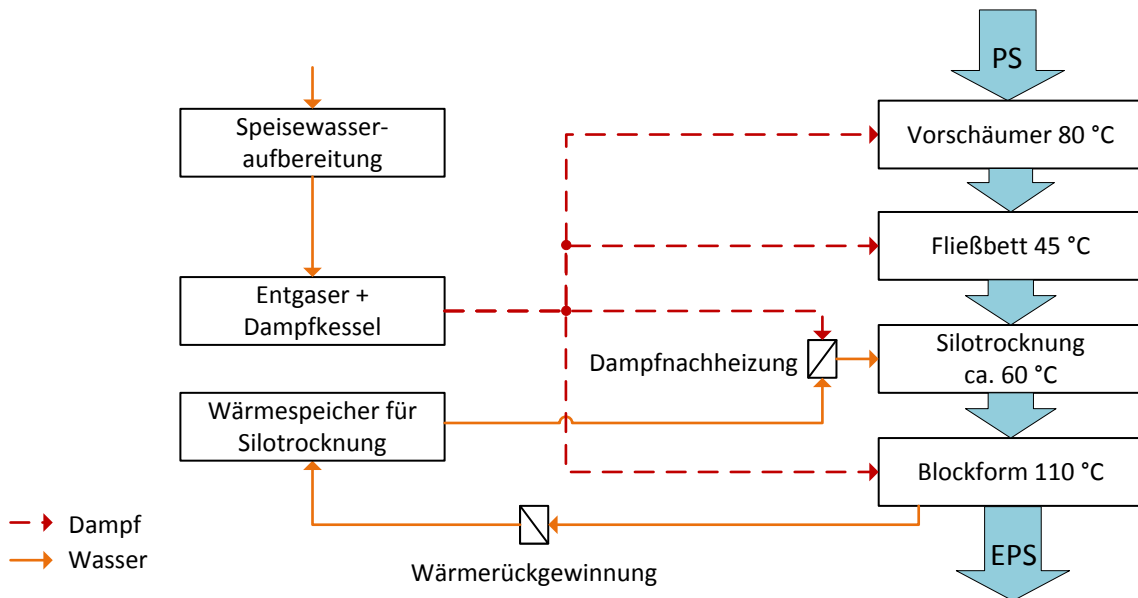 PS
Speisewasser-
aufbereitung
Vorschäumer 80 °C
Fließbett 45 °C
Entgaser +
Dampfkessel
Dampfnachheizung
Silotrocknung
ca. 60 °C
Wärmespeicher für
Silotrocknung
Blockform 110 °C
Dampf
Wasser
Wärmerückgewinnung
EPS